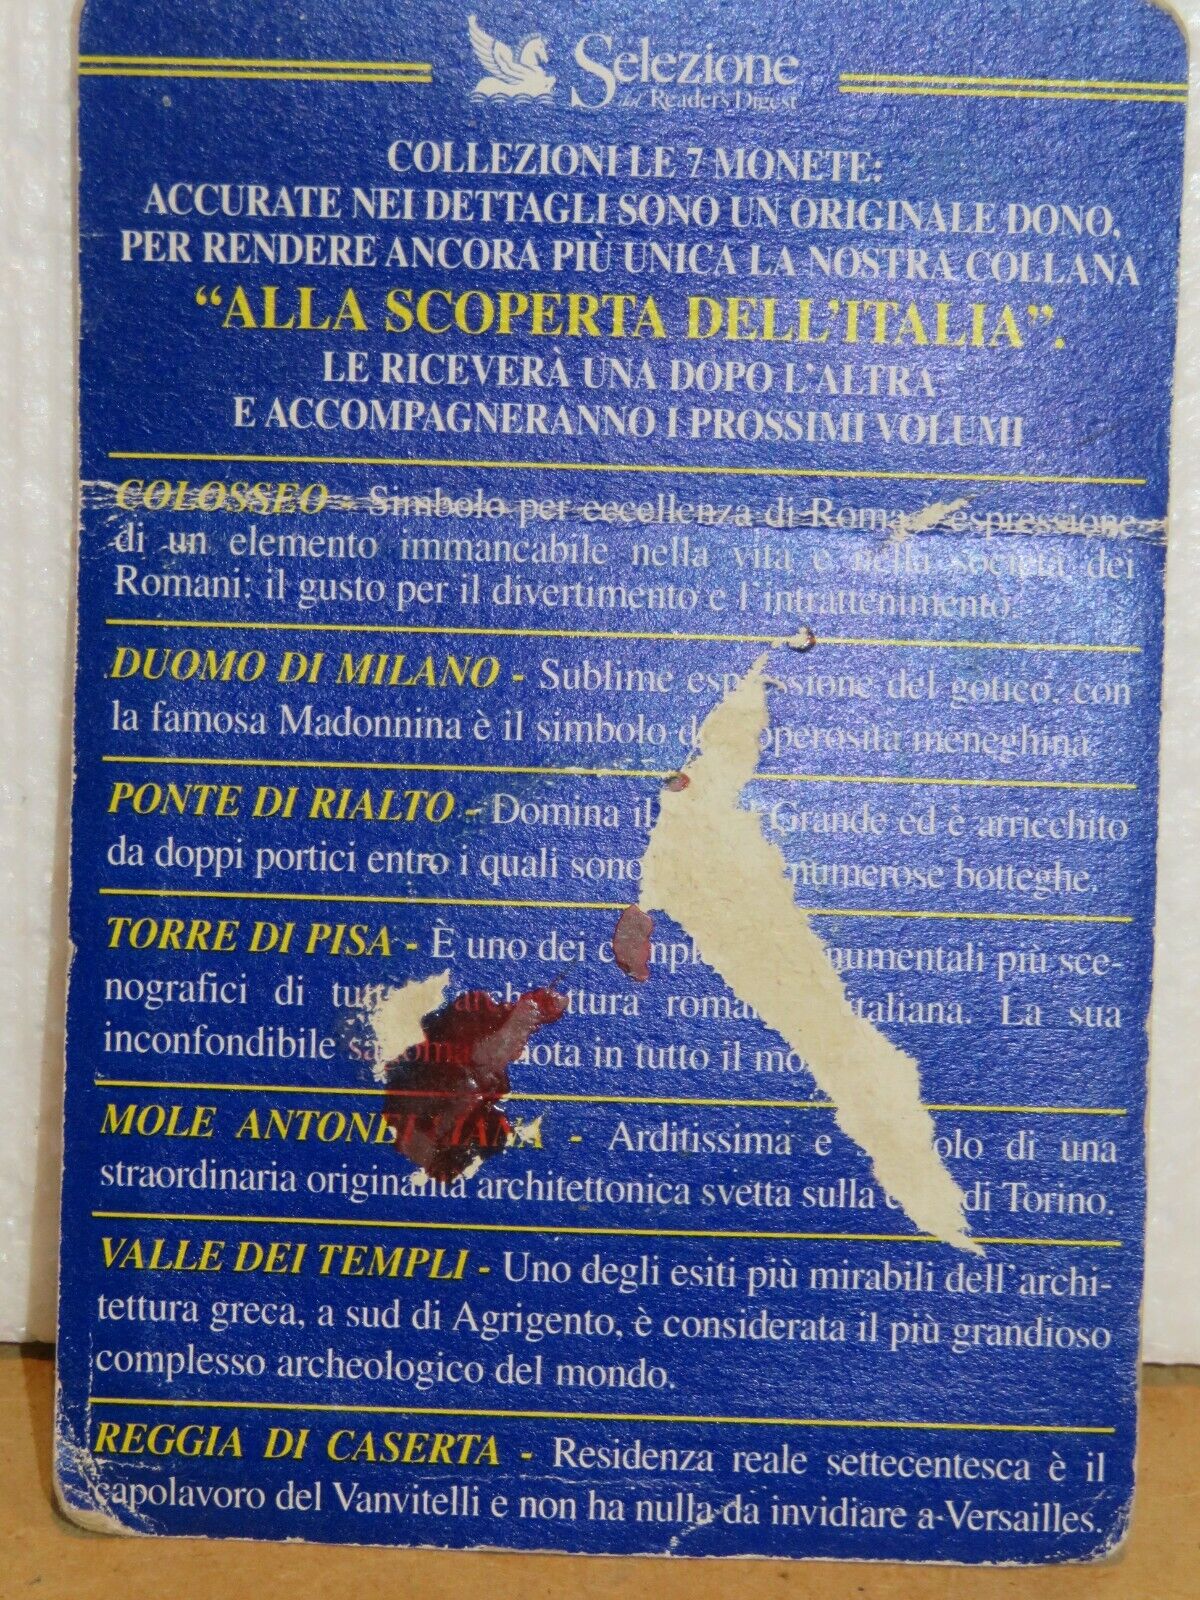 Selezione
dal Reader's Digest
COLLEZIONI LE 7 MONETE:
ACCURATE NEI DETTAGLI SONO UN ORIGINALE DONO,
PER RENDERE ANCORA PIÙ UNICA LA NOSTRA COLLANA
“ALLA SCOPERTA DELL'ITALIA”.
LE RICEVERÀ UNA DOPO L'ALTRA
E ACCOMPAGNERANNO I PROSSIMI VOLUMI
COLOSSEO - Simbolo per eccellenza di Roma espressione
di un elemento immancabile nella vita e nella società dei
Romani: il gusto per il divertimento e l'intrattenimento.
DUOMO DI MILANO - Sublime espressione del gotico, con
la famosa Madonnina è il simbolo operosità meneghina.
PONTE DI RIALTO - Domina il Grande ed è arricchito
da doppi portici entro i quali sono numerose botteghe.
TORRE DI PISA - È uno dei monumentali più sce-
nografici di architettura italiana. La sua
inconfondibile sagoma nota in tutto il
MOLE ANTONELLIANA - Arditissima e di una
straordinaria originalità architettonica svetta sulla di Torino.
VALLE DEI TEMPLI - Uno degli esiti più mirabili dell'archi-
tettura greca, a sud di Agrigento, è considerata il più grandioso
complesso archeologico del mondo.
REGGIA DI CASERTA - Residenza reale settecentesca è il
capolavoro del Vanvitelli e non ha nulla da invidiare a Versailles.